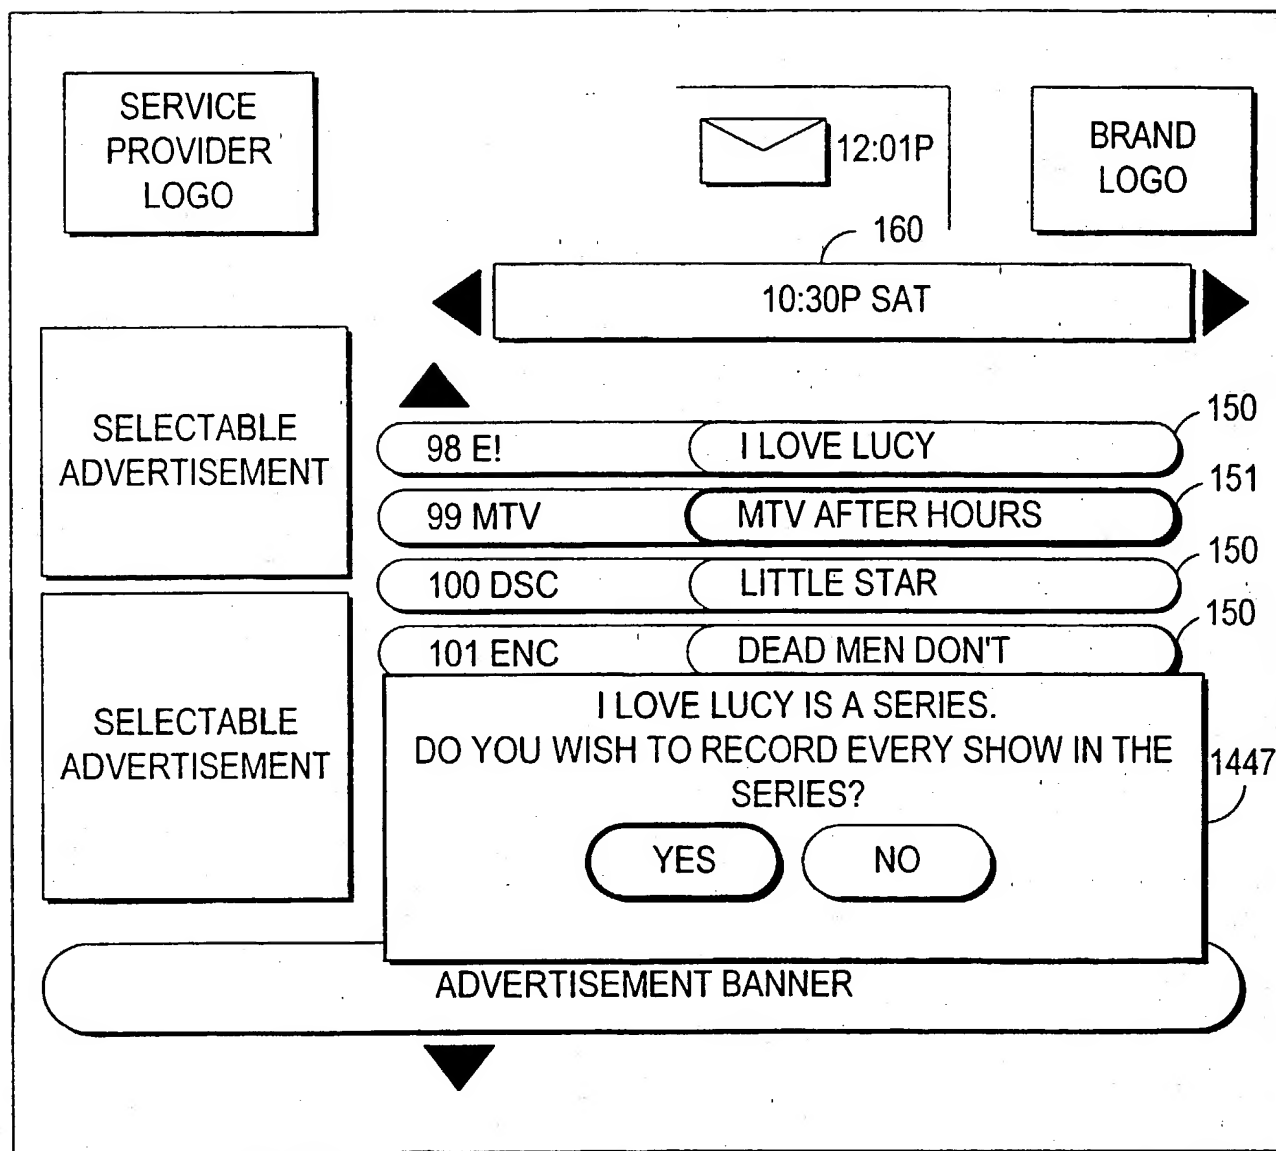 SERVICE
PROVIDER
LOGO
12:01P
BRAND
LOGO
160
10:30P SAT
SELECTABLE
ADVERTISEMENT
98 E! I LOVE LUCY 150
99 MTV MTV AFTER HOURS 151
100 DSC LITTLE STAR 150
101 ENC DEAD MEN DON'T 150
SELECTABLE
ADVERTISEMENT
I LOVE LUCY IS A SERIES.
DO YOU WISH TO RECORD EVERY SHOW IN THE
SERIES?
1447
YES NO
ADVERTISEMENT BANNER